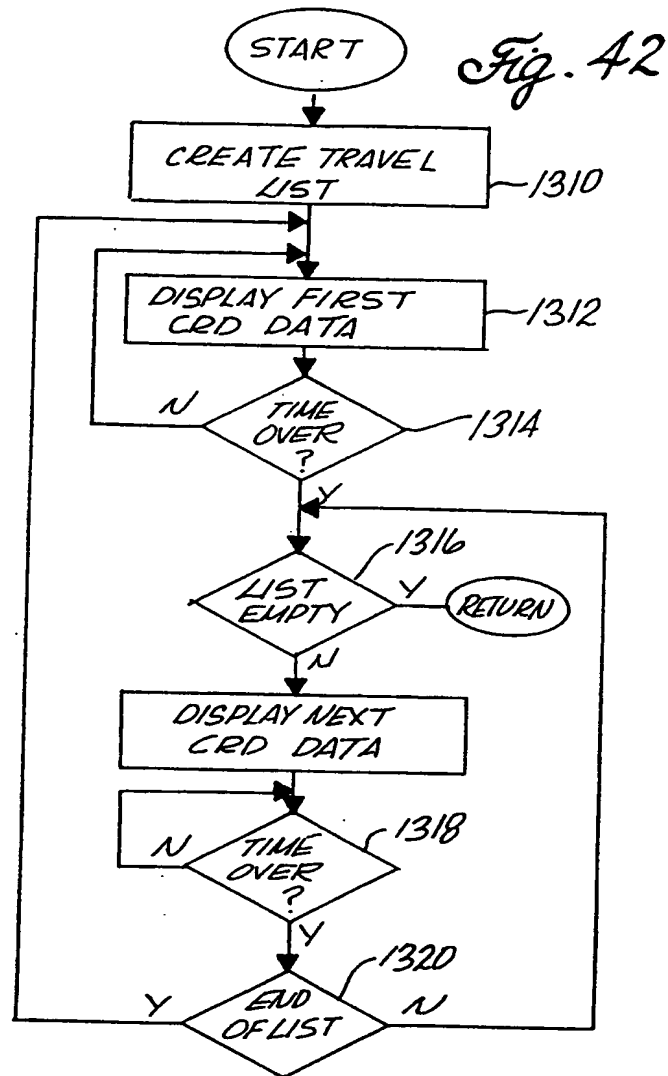 START
Fig. 42
CREATE TRAVEL
LIST
1310
DISPLAY FIRST
CRD DATA
1312
N
TIME
OVER
?
1314
Y
1316
LIST
EMPTY
Y
RETURN
N
DISPLAY NEXT
CRD DATA
1318
N
TIME
OVER
?
Y
1320
Y
END
OF LIST
N